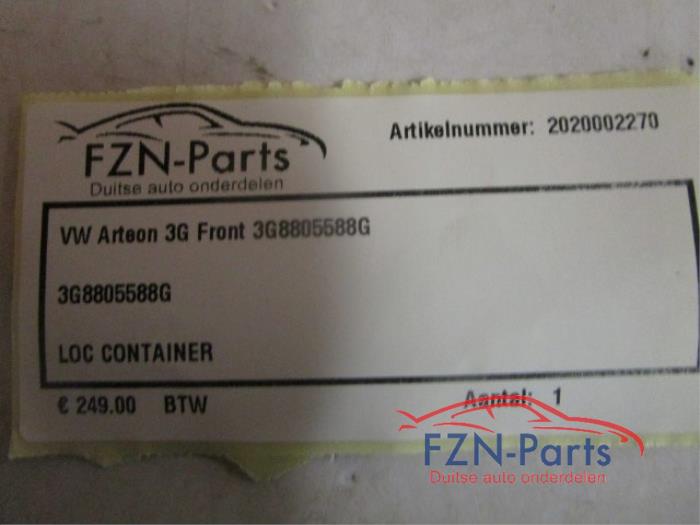 FZN-Parts
Duitse auto onderdelen
Artikelnummer: 2020002270
VW Arteon 3G Front 3G8805588G
3G8805588G
LOC CONTAINER
€ 249.00 BTW
Aantal: 1
FZN-Parts
Duitse auto onderdelen